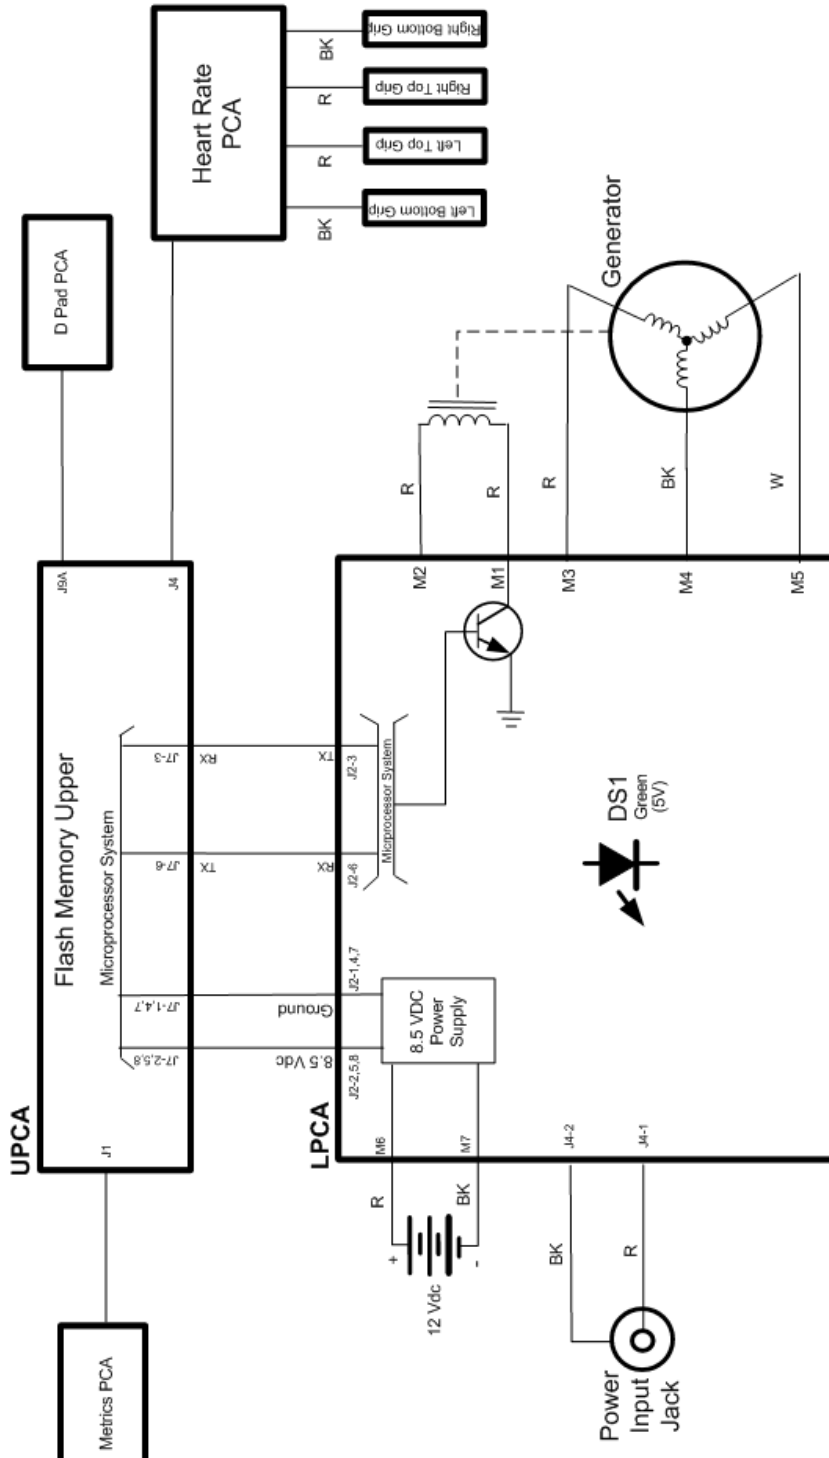 Right Bottom Grip
BK
Right Top Grip
R
Heart Rate
PCA
Left Top Grip
R
Left Bottom Grip
BK
D Pad PCA
Generator
R
R
R
BK
W
J9A
J4
M2
M1
M3
M4
M5
UPCA
Flash Memory Upper
Microprocessor System
J7-3
RX
TX
J2-3
J7-6
TX
RX
J2-6
Micrprocessor System
DS1
Green
(5V)
J7-1,4,7
Ground
J2-1,4,7
J7-2,5,8
8.5 Vdc
J2-2,5,8
8.5 VDC
Power
Supply
LPCA
J1
M6
M7
J4-2
J4-1
R
BK
BK
R
+
-
12 Vdc
Metrics PCA
Power
Input
Jack